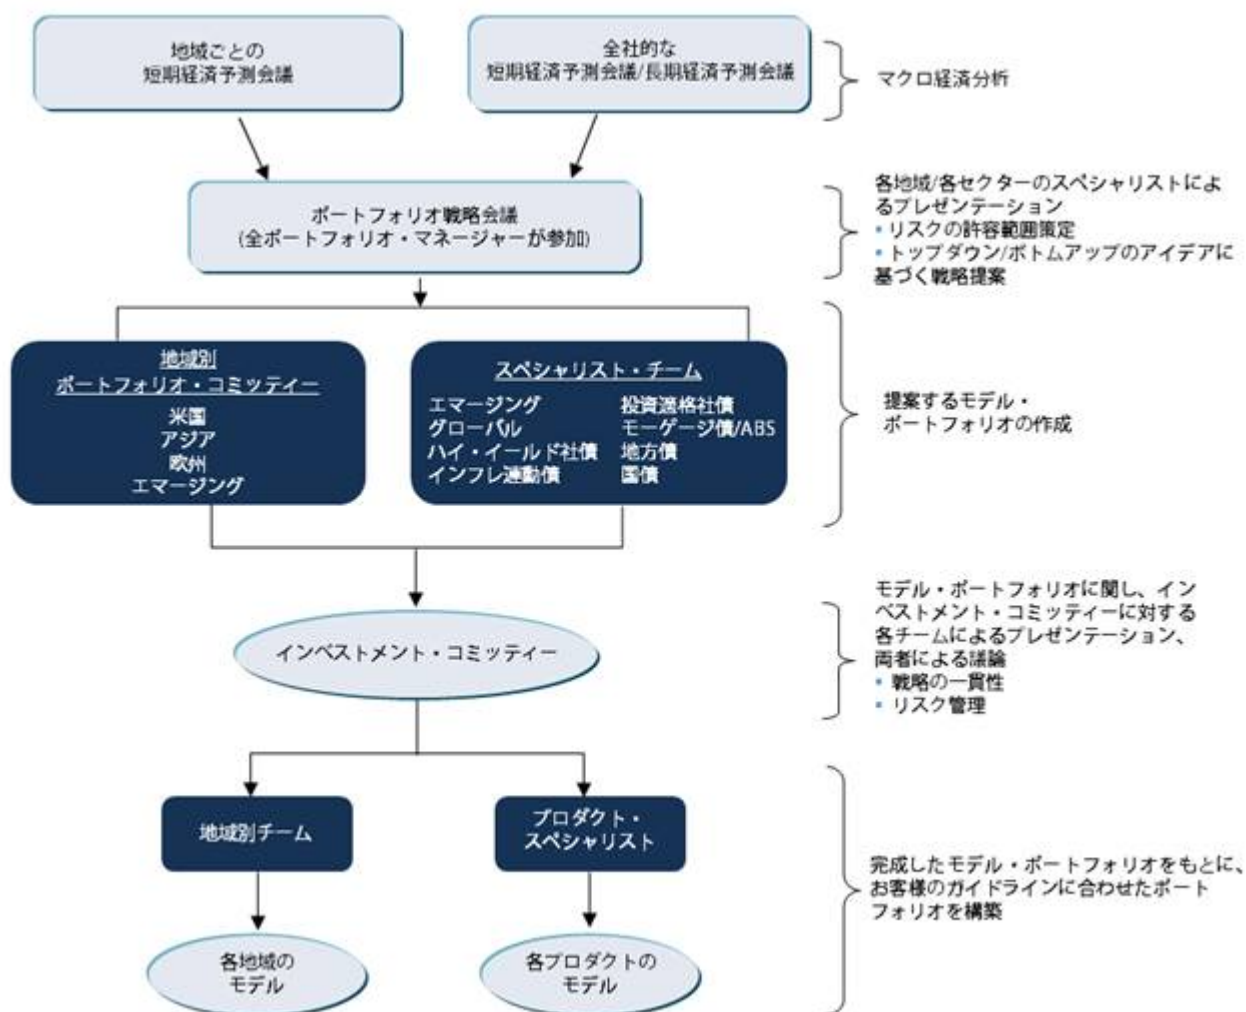 地域ごとの
短期経済予測会議
全社的な
短期経済予測会議/長期経済予測会議
マクロ経済分析
ポートフォリオ戦略会議
(全ポートフォリオ・マネージャーが参加)
各地域/各セクターのスペシャリストによ
るプレゼンテーション
▪ リスクの許容範囲策定
▪ トップダウン/ボトムアップのアイデアに
基づく戦略提案
地域別
ポートフォリオ・コミッティー
米国
アジア
欧州
エマージング
スペシャリスト・チーム
エマージング 投資適格社債
グローバル モーゲージ債/ABS
ハイ・イールド社債 地方債
インフレ連動債 国債
提案するモデル・
ポートフォリオの作成
インベストメント・コミッティー
モデル・ポートフォリオに関し、イン
ベストメント・コミッティーに対する
各チームによるプレゼンテーション、
両者による議論
▪ 戦略の一貫性
▪ リスク管理
地域別チーム
プロダクト・
スペシャリスト
完成したモデル・ポートフォリオをもとに、
お客様のガイドラインに合わせたポート
フォリオを構築
各地域の
モデル
各プロダクトの
モデル